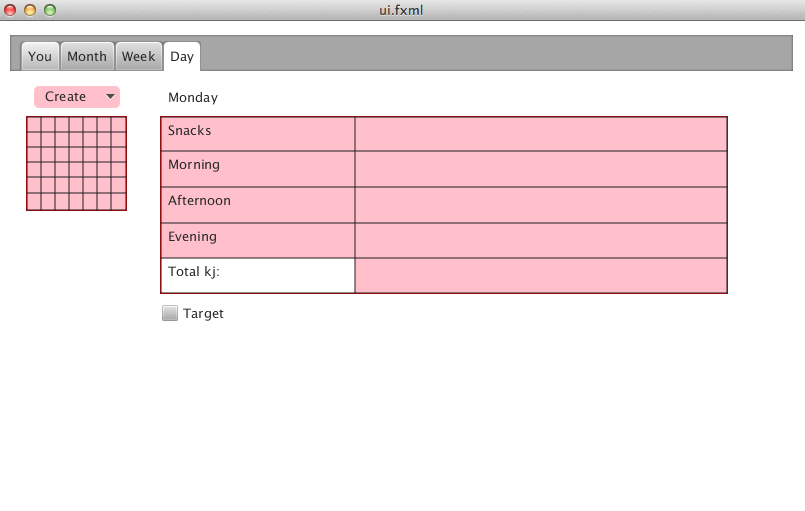 ui.fxml
You Month Week Day
Create Monday
Snacks
Morning
Afternoon
Evening
Total kj:
Target